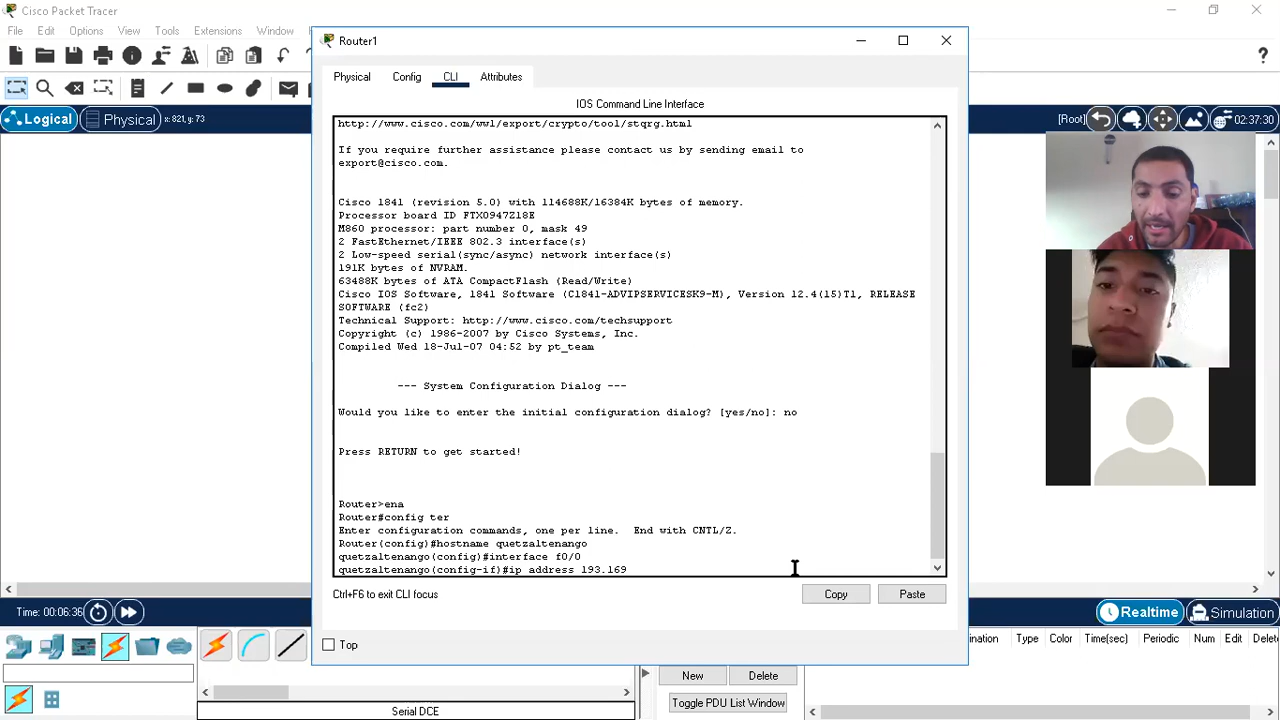 Cisco Packet Tracer
File Edit Options View Tools Extensions Window
Router1
Physical Config CLI Attributes
IOS Command Line Interface
Logical Physical x: 821, y: 73
[Root] 02:37:30
http://www.cisco.com/wwl/export/crypto/tool/stqrg.html
If you require further assistance please contact us by sending email to
export@cisco.com.
Cisco 1841 (revision 5.0) with 114688K/16384K bytes of memory.
Processor board ID FTX0947Z18E
M860 processor: part number 0, mask 49
2 FastEthernet/IEEE 802.3 interface(s)
2 Low-speed serial(sync/async) network interface(s)
191K bytes of NVRAM.
63488K bytes of ATA CompactFlash (Read/Write)
Cisco IOS Software, 1841 Software (C1841-ADVIPSERVICESK9-M), Version 12.4(15)T1, RELEASE
SOFTWARE (fc2)
Technical Support: http://www.cisco.com/techsupport
Copyright (c) 1986-2007 by Cisco Systems, Inc.
Compiled Wed 18-Jul-07 04:52 by pt_team
--- System Configuration Dialog ---
Would you like to enter the initial configuration dialog? [yes/no]: no
Press RETURN to get started!
Router>ena
Router#config ter
Enter configuration commands, one per line.  End with CNTL/Z.
Router(config)#hostname quetzaltenango
quetzaltenango(config)#interface f0/0
quetzaltenango(config-if)#ip address 193.169
Ctrl+F6 to exit CLI focus
Copy Paste
Time: 00:06:36
Realtime Simulation
Top
ination Type Color Time(sec) Periodic Num Edit Delet
New Delete
Toggle PDU List Window
Serial DCE